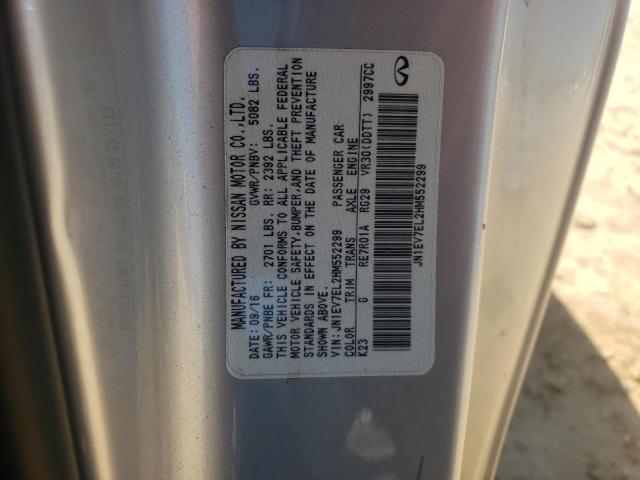 MANUFACTURED BY NISSAN MOTOR CO.,LTD.
DATE: 09/16 GVWR/PNBV: 5082 LBS.
GAWR/PNBE FR: 2701 LBS. RR: 2392 LBS.
THIS VEHICLE CONFORMS TO ALL APPLICABLE FEDERAL
MOTOR VEHICLE SAFETY,BUMPER,AND THEFT PREVENTION
STANDARDS IN EFFECT ON THE DATE OF MANUFACTURE
SHOWN ABOVE.
VIN: JN1EV7EL2HM552299 PASSENGER CAR
COLOR TRIM TRANS AXLE ENGINE
K23 G RE7R01A RG29 VR30(DDTT) 2997CC
JN1EV7EL2HM552299